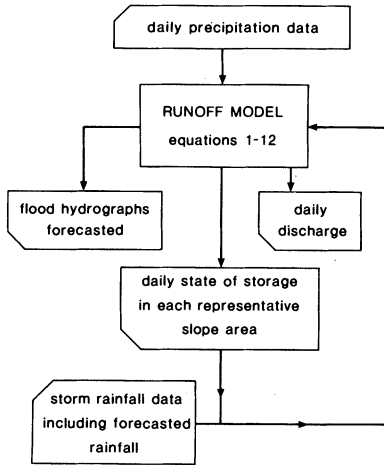 daily precipitation data
RUNOFF MODEL
equations 1-12
flood hydrographs
forecasted
daily
discharge
daily state of storage
in each representative
slope area
storm rainfall data
including forecasted
rainfall